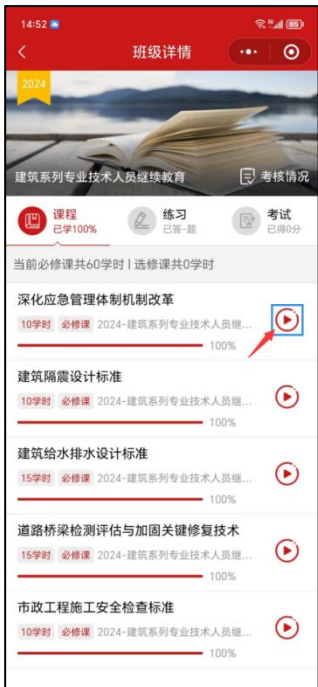 14:52
85
班级详情
2024
建筑系列专业技术人员继续教育
考核情况
课程
已学100%
练习
已答-题
考试
已得0分
当前必修课共60学时 | 选修课共0学时
深化应急管理体制机制改革
10学时 必修课 2024-建筑系列专业技术人员继...
100%
建筑隔震设计标准
10学时 必修课 2024-建筑系列专业技术人员继...
100%
建筑给水排水设计标准
15学时 必修课 2024-建筑系列专业技术人员继...
100%
道路桥梁检测评估与加固关键修复技术
15学时 必修课 2024-建筑系列专业技术人员继...
100%
市政工程施工安全检查标准
10学时 必修课 2024-建筑系列专业技术人员继...
100%